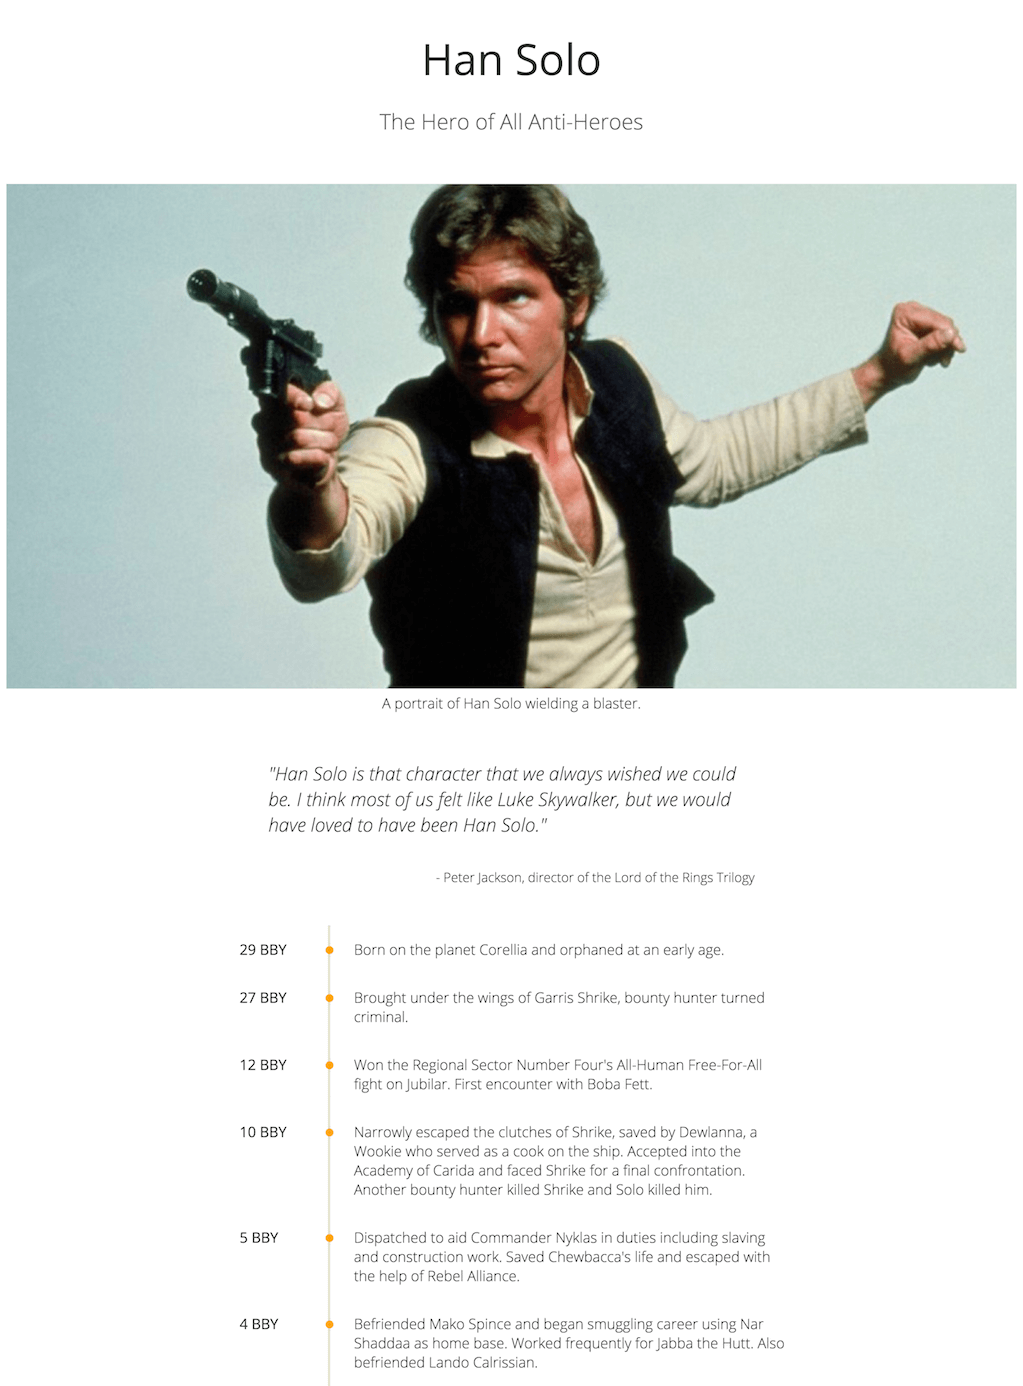 Han Solo
The Hero of All Anti-Heroes
A portrait of Han Solo wielding a blaster.
"Han Solo is that character that we always wished we could
be. I think most of us felt like Luke Skywalker, but we would
have loved to have been Han Solo."
- Peter Jackson, director of the Lord of the Rings Trilogy
29 BBY Born on the planet Corellia and orphaned at an early age.
27 BBY Brought under the wings of Garris Shrike, bounty hunter turned
criminal.
12 BBY Won the Regional Sector Number Four's All-Human Free-For-All
fight on Jubilar. First encounter with Boba Fett.
10 BBY Narrowly escaped the clutches of Shrike, saved by Dewlanna, a
Wookie who served as a cook on the ship. Accepted into the
Academy of Carida and faced Shrike for a final confrontation.
Another bounty hunter killed Shrike and Solo killed him.
5 BBY Dispatched to aid Commander Nyklas in duties including slaving
and construction work. Saved Chewbacca's life and escaped with
the help of Rebel Alliance.
4 BBY Befriended Mako Spince and began smuggling career using Nar
Shaddaa as home base. Worked frequently for Jabba the Hutt. Also
befriended Lando Calrissian.